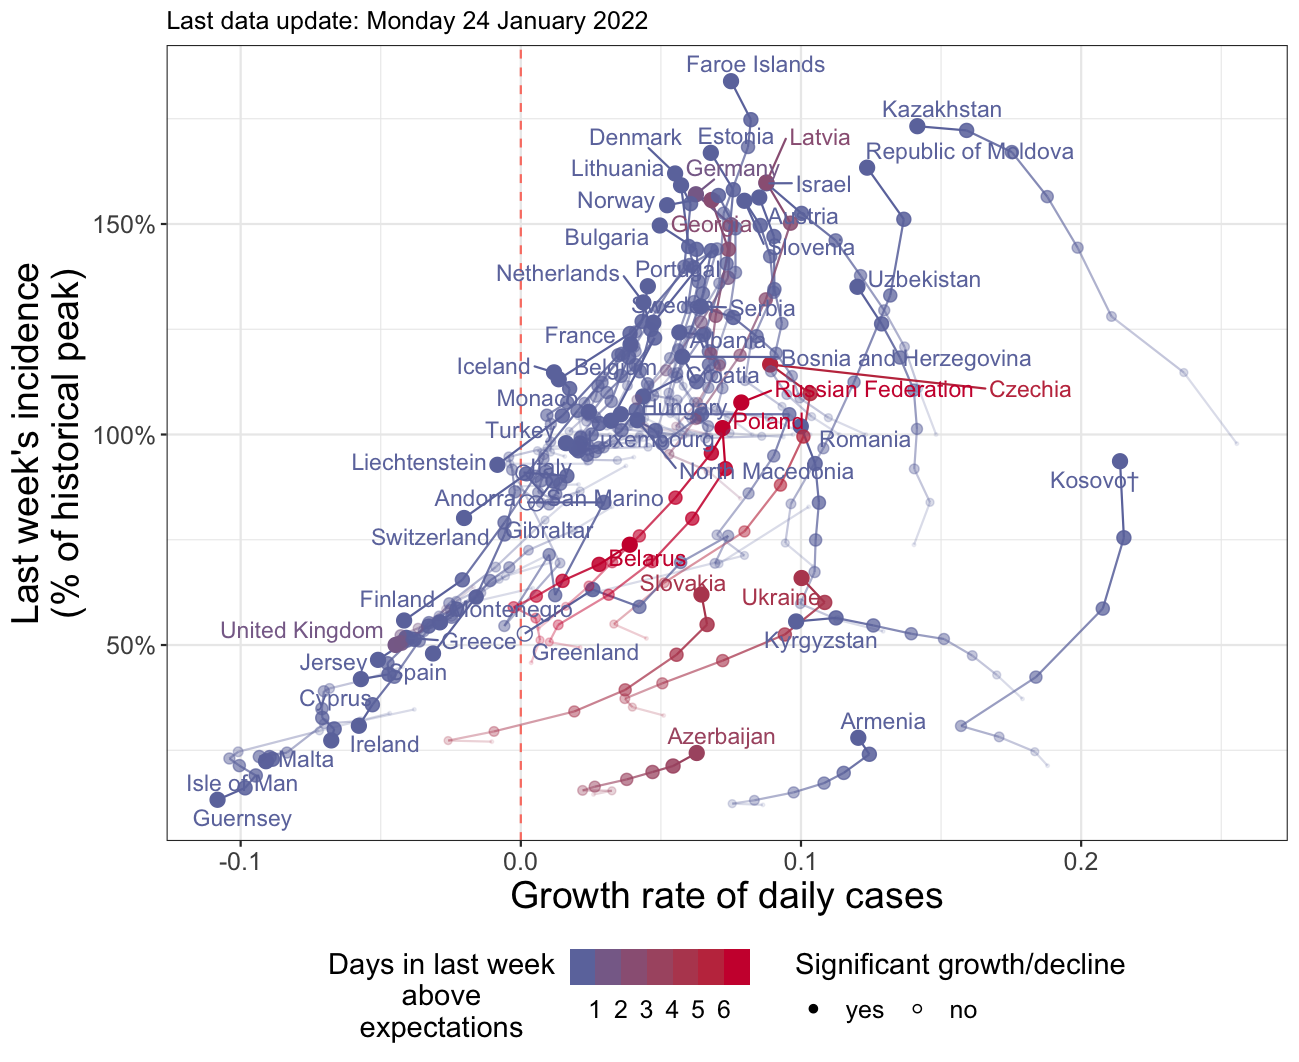 Last data update: Monday 24 January 2022
Last week's incidence
(% of historical peak)
150%
100%
50%
Faroe Islands
Kazakhstan
Denmark
Estonia
Latvia
Republic of Moldova
Lithuania
Germany
Israel
Norway
Georgia
Austria
Bulgaria
Slovenia
Netherlands
Portugal
Uzbekistan
Sweden
Serbia
France
Albania
Iceland
Belgium
Bosnia and Herzegovina
Croatia
Russian Federation
Czechia
Monaco
Hungary
Poland
Turkey
Luxembourg
Romania
Liechtenstein
Italy
North Macedonia
Kosovo†
Andorra
San Marino
Switzerland
Gibraltar
Belarus
Slovakia
Finland
Montenegro
Ukraine
United Kingdom
Greece
Kyrgyzstan
Greenland
Jersey
Spain
Cyprus
Armenia
Ireland
Azerbaijan
Malta
Isle of Man
Guernsey
-0.1
0.0
0.1
0.2
Growth rate of daily cases
Days in last week
above
expectations
1 2 3 4 5 6
Significant growth/decline
yes
no